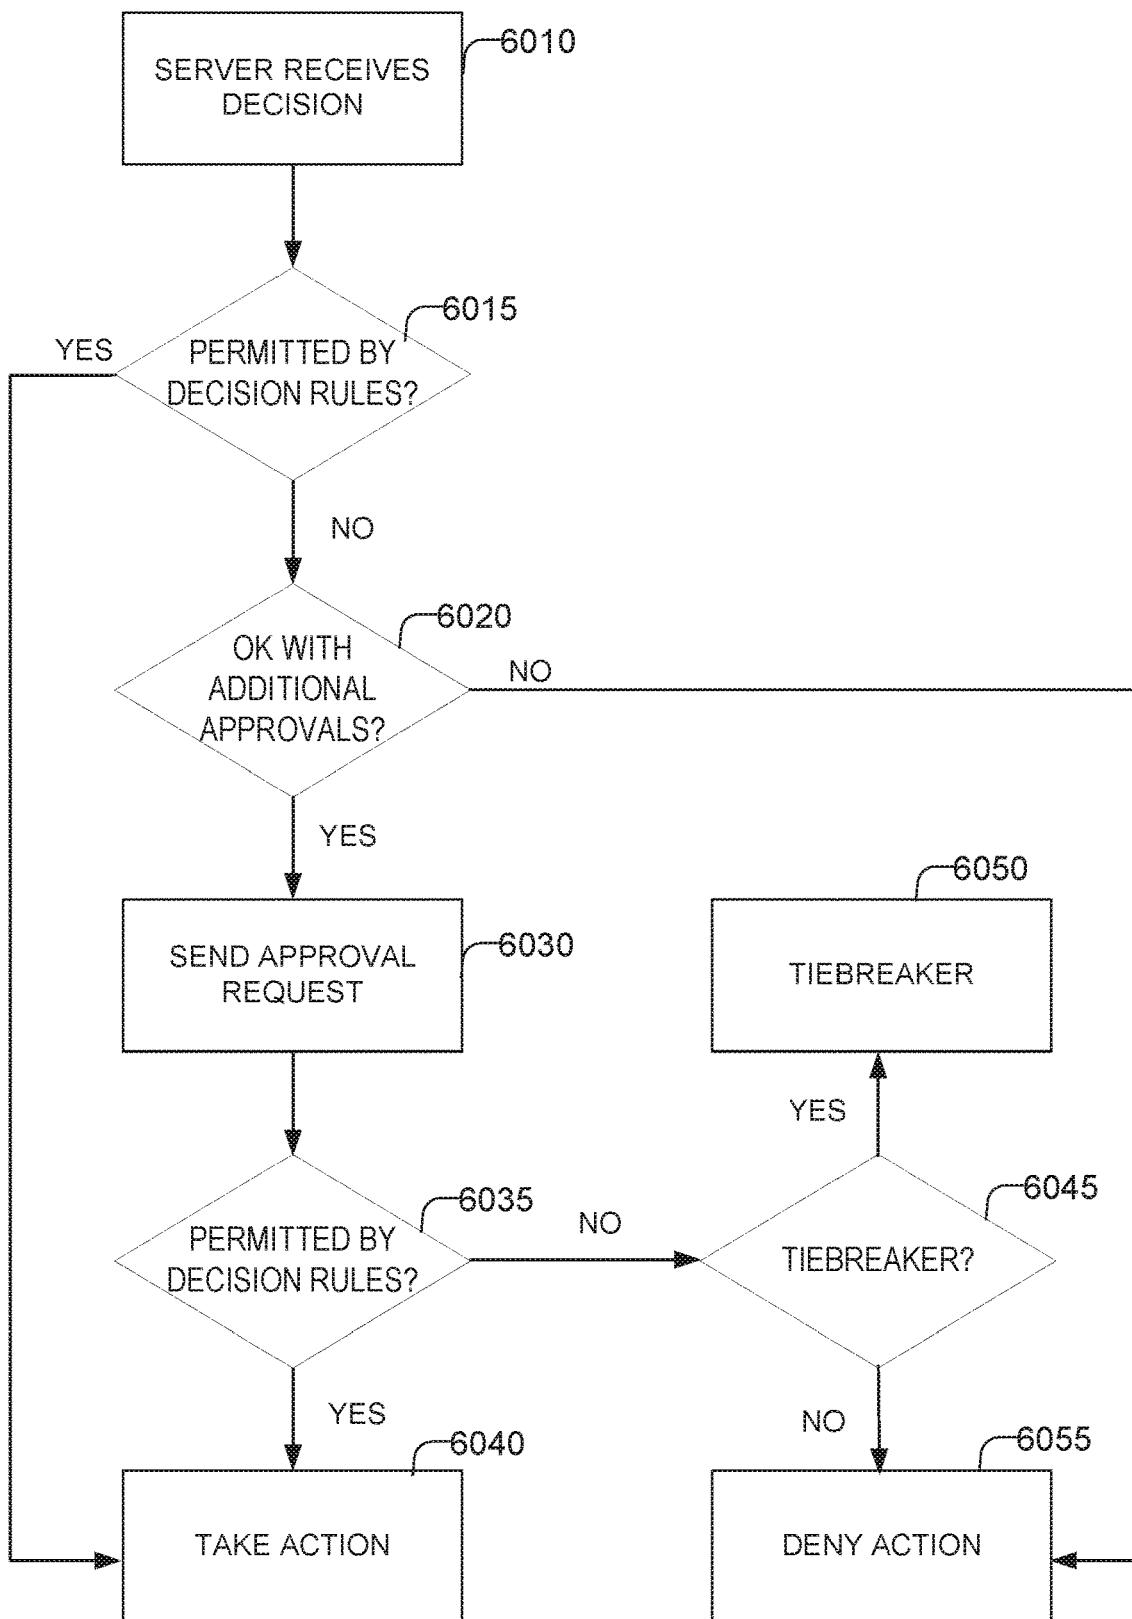 6010
SERVER RECEIVES
DECISION
6015
YES
PERMITTED BY
DECISION RULES?
NO
6020
OK WITH
ADDITIONAL
APPROVALS?
NO
YES
6050
6030
SEND APPROVAL
REQUEST
TIEBREAKER
YES
6035
6045
PERMITTED BY
DECISION RULES?
NO
TIEBREAKER?
YES
NO
6040
6055
TAKE ACTION
DENY ACTION